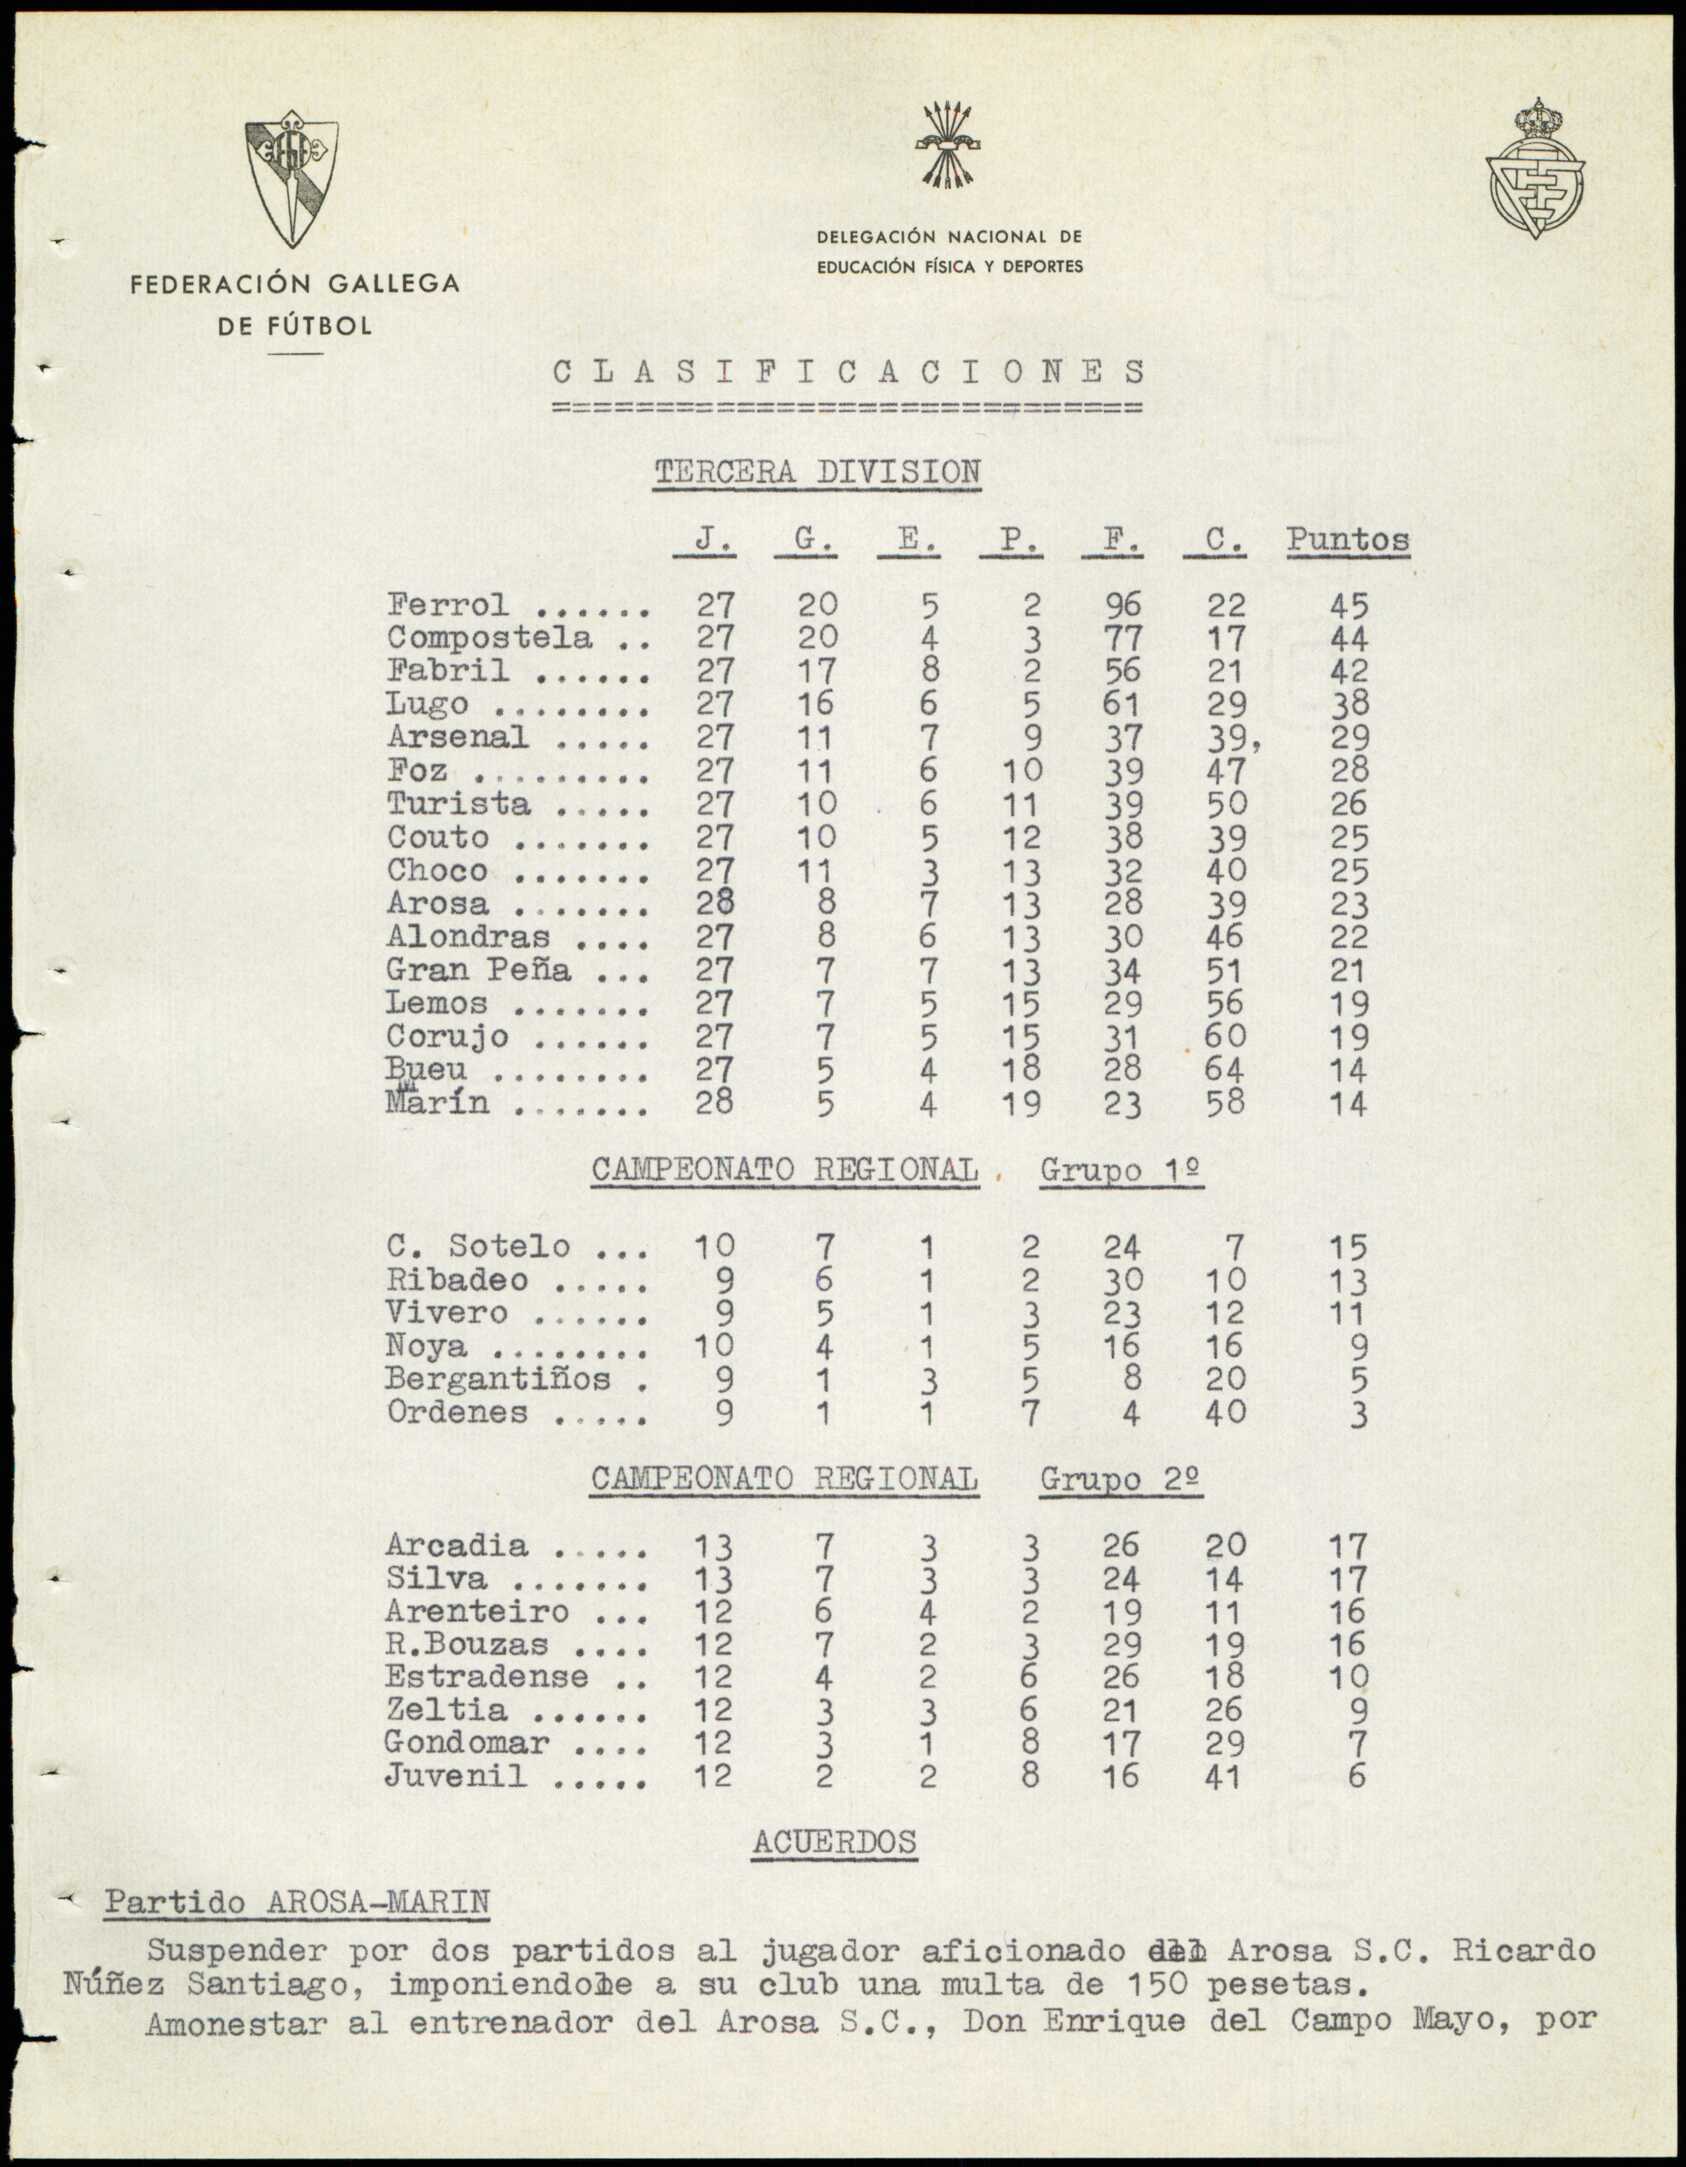 FEDERACIÓN GALLEGA
DE FÚTBOL
DELEGACIÓN NACIONAL DE
EDUCACIÓN FÍSICA Y DEPORTES
C L A S I F I C A C I O N E S
=============================
TERCERA DIVISION
J. G. E. P. F. C. Puntos
Ferrol ...... 27 20 5 2 96 22 45
Compostela .. 27 20 4 3 77 17 44
Fabril ...... 27 17 8 2 56 21 42
Lugo ........ 27 16 6 5 61 29 38
Arsenal ..... 27 11 7 9 37 39, 29
Foz ......... 27 11 6 10 39 47 28
Turista ..... 27 10 6 11 39 50 26
Couto ....... 27 10 5 12 38 39 25
Choco ....... 27 11 3 13 32 40 25
Arosa ....... 28 8 7 13 28 39 23
Alondras .... 27 8 6 13 30 46 22
Gran Peña ... 27 7 7 13 34 51 21
Lemos ....... 27 7 5 15 29 56 19
Corujo ...... 27 7 5 15 31 60 19
Bueu ........ 27 5 4 18 28 64 14
Marín ....... 28 5 4 19 23 58 14
CAMPEONATO REGIONAL . Grupo 1º
C. Sotelo ... 10 7 1 2 24 7 15
Ribadeo ..... 9 6 1 2 30 10 13
Vivero ...... 9 5 1 3 23 12 11
Noya ........ 10 4 1 5 16 16 9
Bergantiños . 9 1 3 5 8 20 5
Ordenes ..... 9 1 1 7 4 40 3
CAMPEONATO REGIONAL Grupo 2º
Arcadia ..... 13 7 3 3 26 20 17
Silva ....... 13 7 3 3 24 14 17
Arenteiro ... 12 6 4 2 19 11 16
R.Bouzas .... 12 7 2 3 29 19 16
Estradense .. 12 4 2 6 26 18 10
Zeltia ...... 12 3 3 6 21 26 9
Gondomar .... 12 3 1 8 17 29 7
Juvenil ..... 12 2 2 8 16 41 6
ACUERDOS
Partido AROSA-MARIN
Suspender por dos partidos al jugador aficionado del Arosa S.C. Ricardo
Núñez Santiago, imponiendole a su club una multa de 150 pesetas.
Amonestar al entrenador del Arosa S.C., Don Enrique del Campo Mayo, por